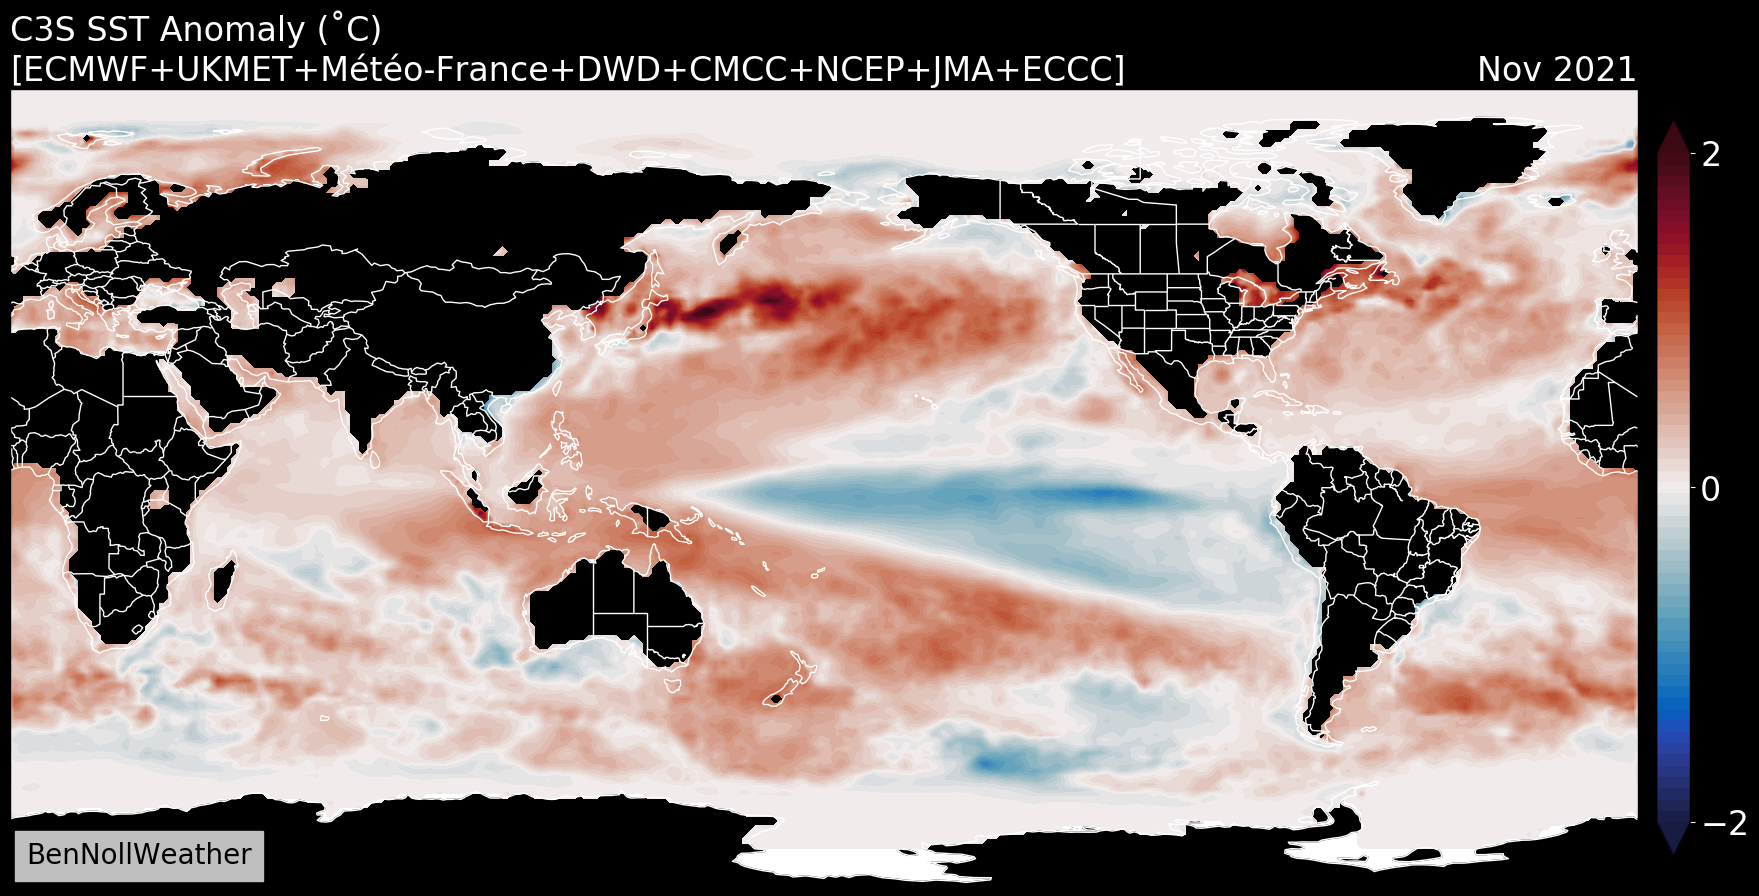 C3S SST Anomaly (˚C)
[ECMWF+UKMET+Météo-France+DWD+CMCC+NCEP+JMA+ECCC]
Nov 2021
2
0
−2
BenNollWeather